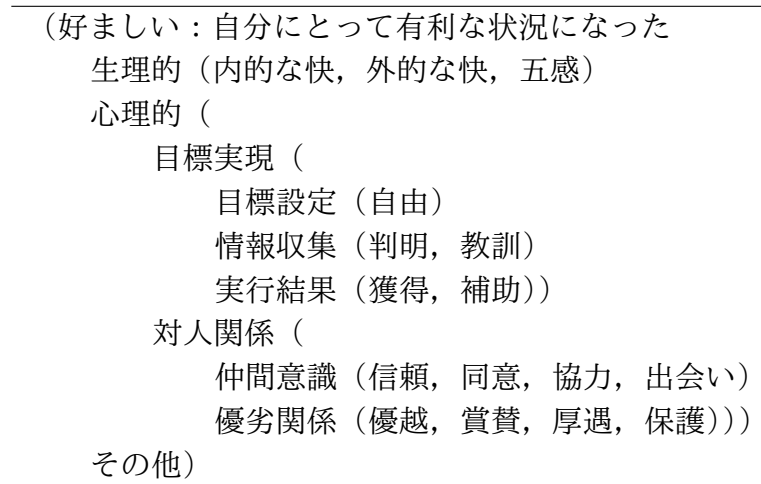 （好ましい：自分にとって有利な状況になった
生理的（内的な快，外的な快，五感）
心理的（
目標実現（
目標設定（自由）
情報収集（判明，教訓）
実行結果（獲得，補助））
対人関係（
仲間意識（信頼，同意，協力，出会い）
優劣関係（優越，賞賛，厚遇，保護）））
その他）